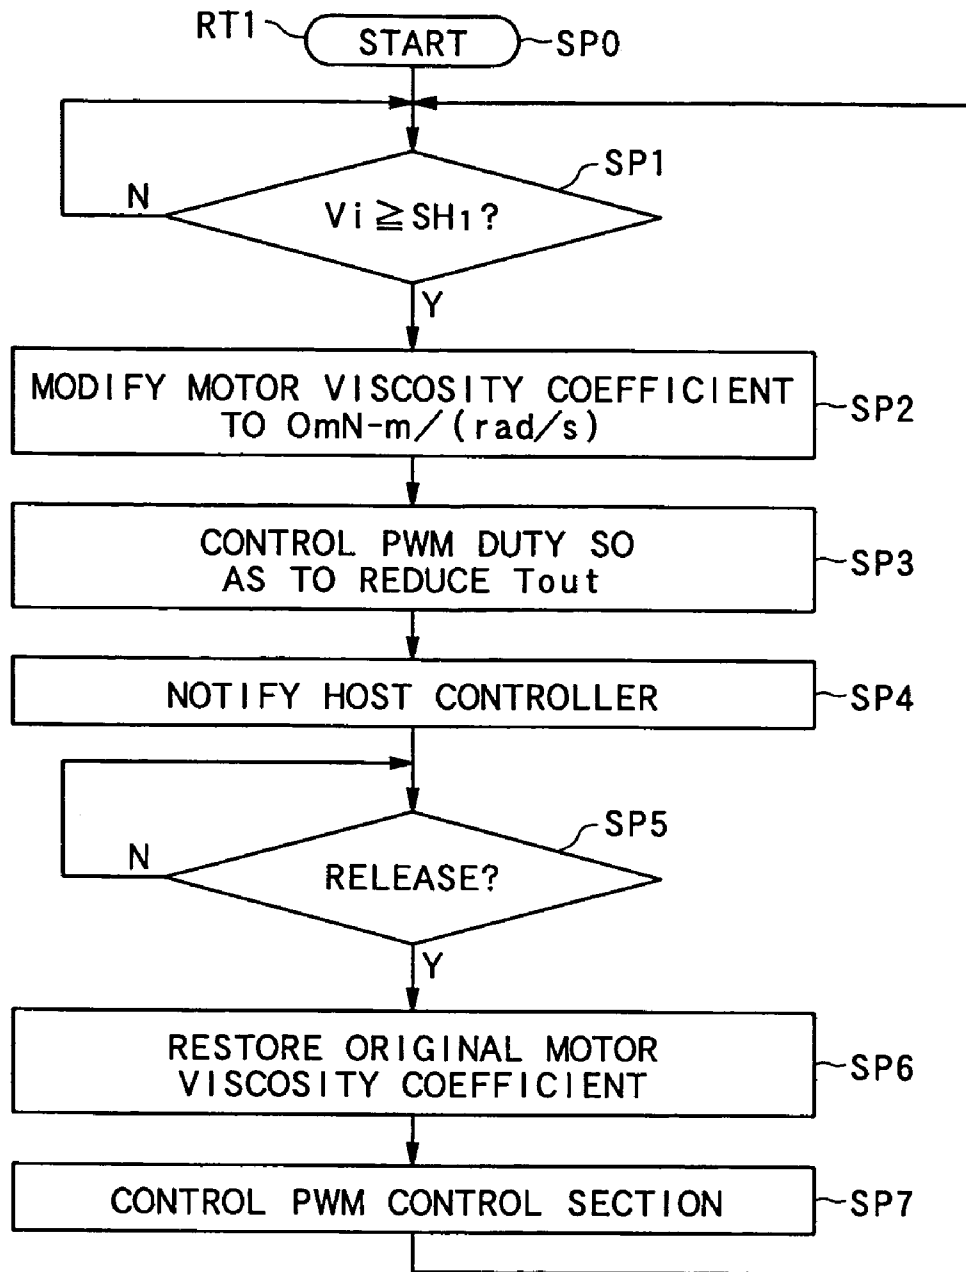 RT1
START
SP0
SP1
N
Vi ≧ SH1?
Y
MODIFY MOTOR VISCOSITY COEFFICIENT
TO 0mN-m/(rad/s)
SP2
CONTROL PWM DUTY SO
AS TO REDUCE Tout
SP3
NOTIFY HOST CONTROLLER
SP4
SP5
N
RELEASE?
Y
RESTORE ORIGINAL MOTOR
VISCOSITY COEFFICIENT
SP6
CONTROL PWM CONTROL SECTION
SP7